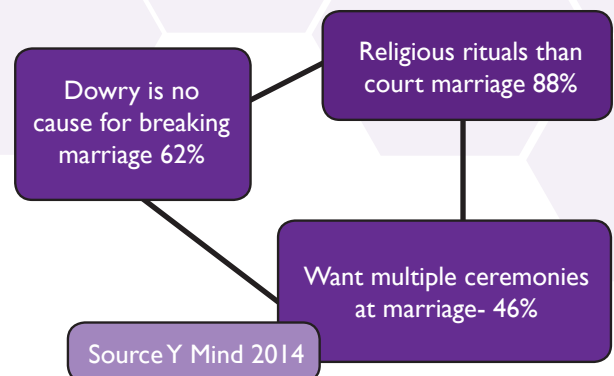 Dowry is no
cause for breaking
marriage 62%
Religious rituals than
court marriage 88%
Want multiple ceremonies
at marriage- 46%
Source Y Mind 2014